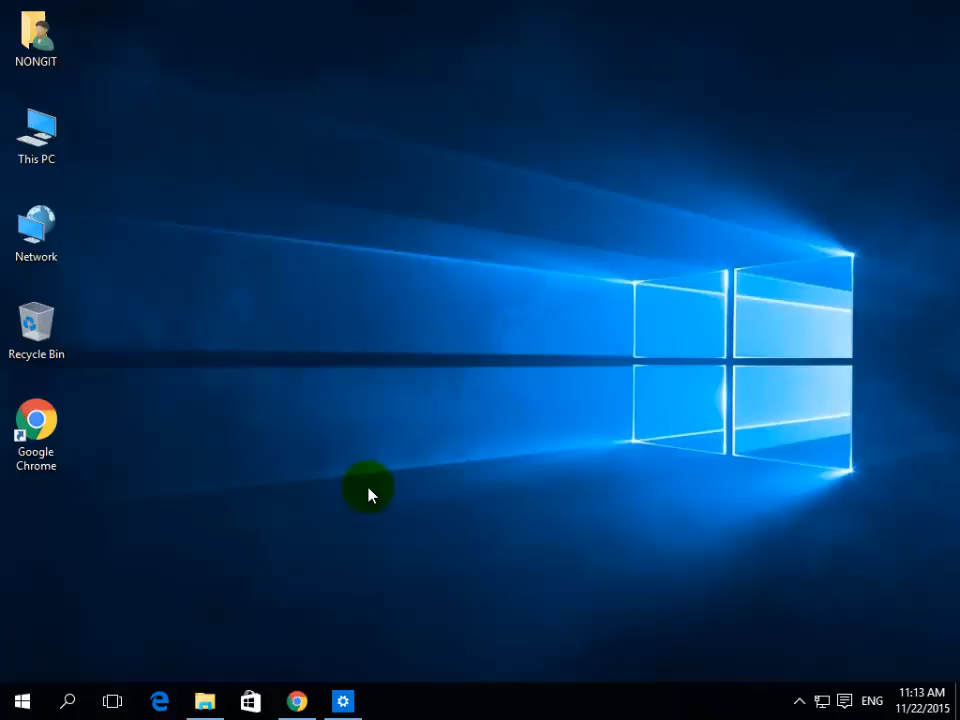 NONGIT
This PC
Network
Recycle Bin
Google
Chrome
ENG
11:13 AM
11/22/2015